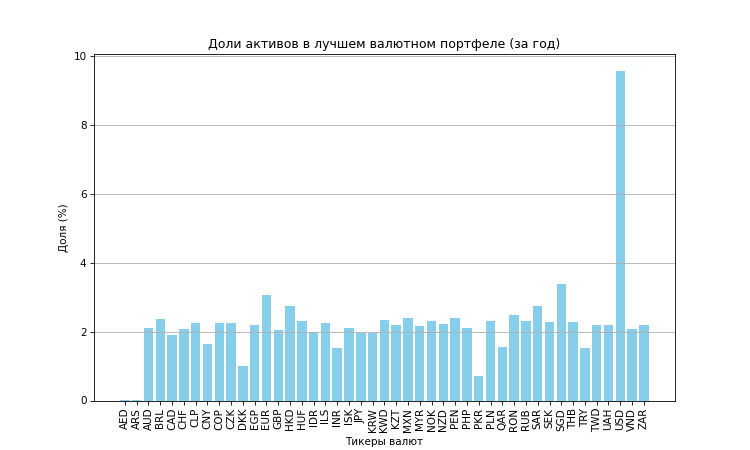 Доли активов в лучшем валютном портфеле (за год)
Доля (%)
10
8
6
4
2
0
AED ARS AUD BRL CAD CHF CLP CNY COP CZK DKK EGP EUR GBP HKD HUF IDR ILS INR ISK JPY KRW KWD KZT MXN MYR NOK NZD PEN PHP PKR PLN QAR RON RUB SAR SEK SGD THB TRY TWD UAH USD VND ZAR
Тикеры валют